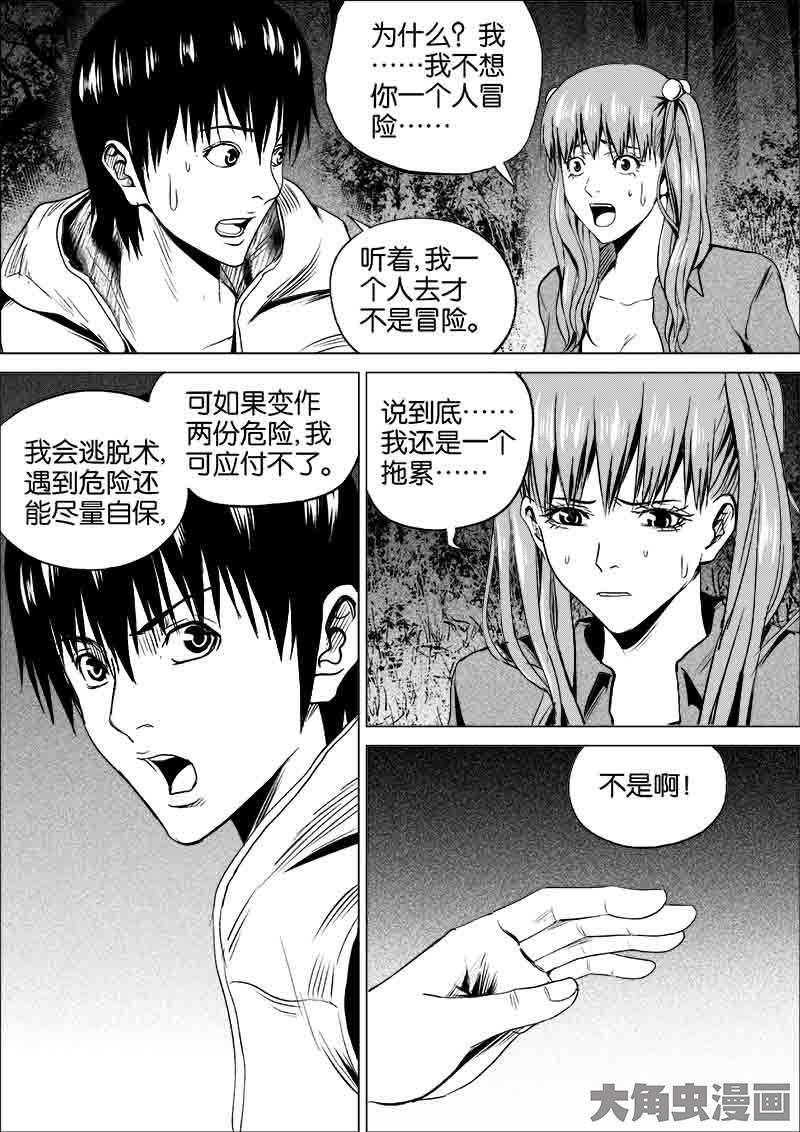 为什么？我
……我不想
你一个人冒
险……
听着，我一
个人去才
不是冒险。
我会逃脱术，
遇到危险还
能尽量自保，
可如果变作
两份危险，我
可应付不了。
说到底……
我还是一个
拖累……
不是啊！
大角虫漫画